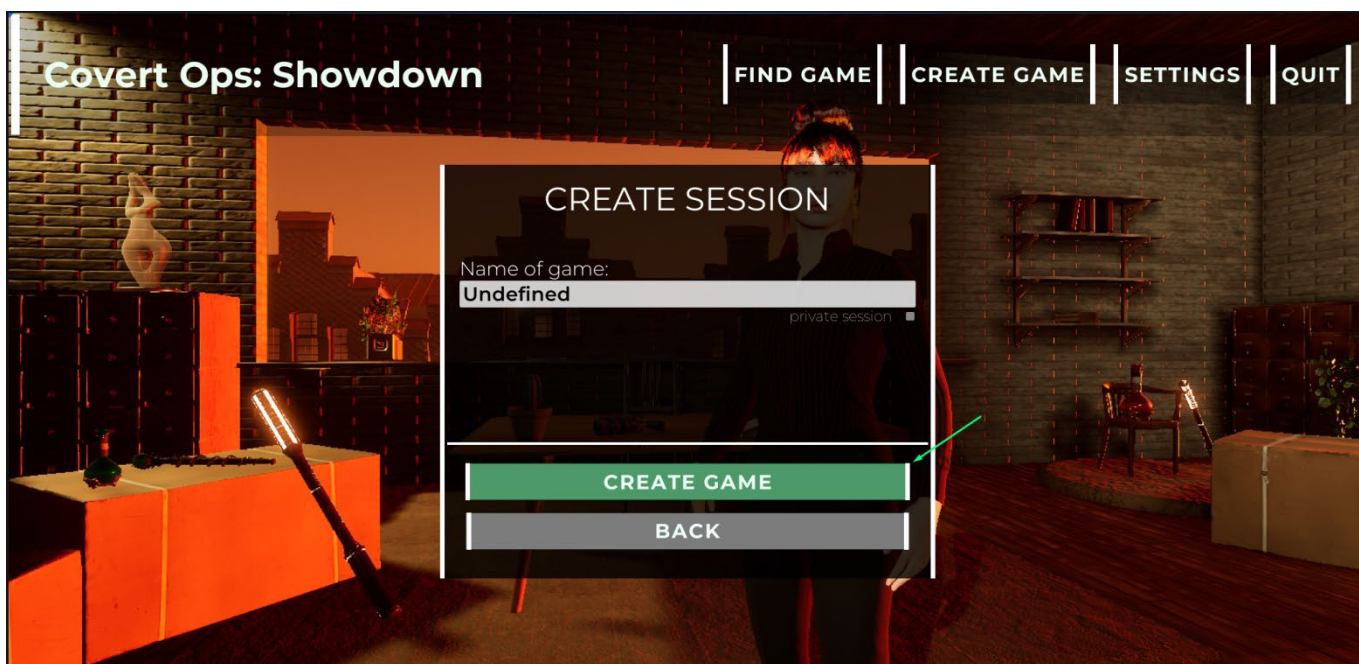 Covert Ops: Showdown
FIND GAME
CREATE GAME
SETTINGS
QUIT
CREATE SESSION
Name of game:
Undefined
private session
CREATE GAME
BACK